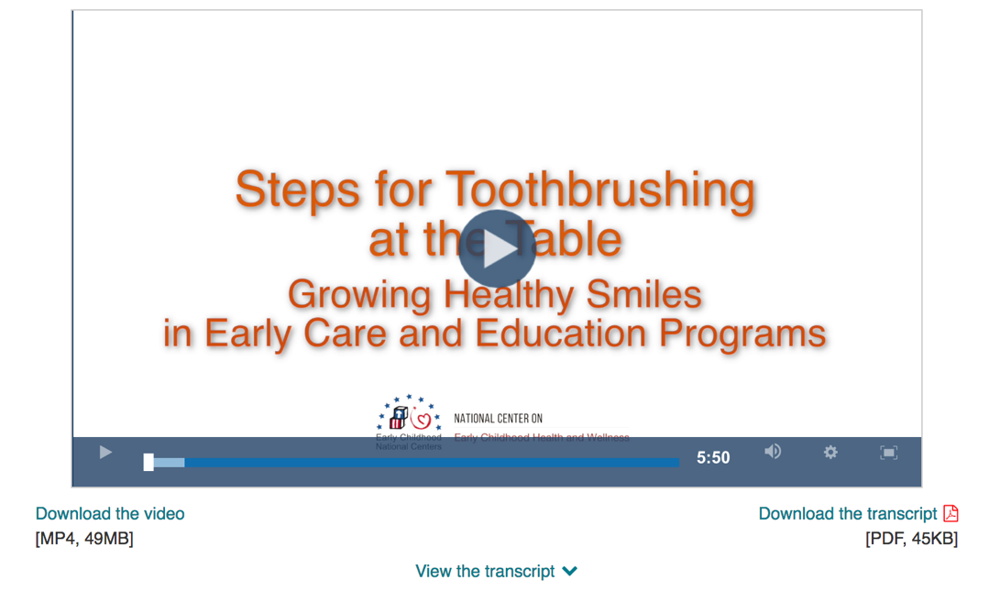 Steps for Toothbrushing
at the Table
Growing Healthy Smiles
in Early Care and Education Programs
NATIONAL CENTER ON
Early Childhood Health and Wellness
Early Childhood
National Centers
5:50
Download the video
[MP4, 49MB]
Download the transcript
[PDF, 45KB]
View the transcript